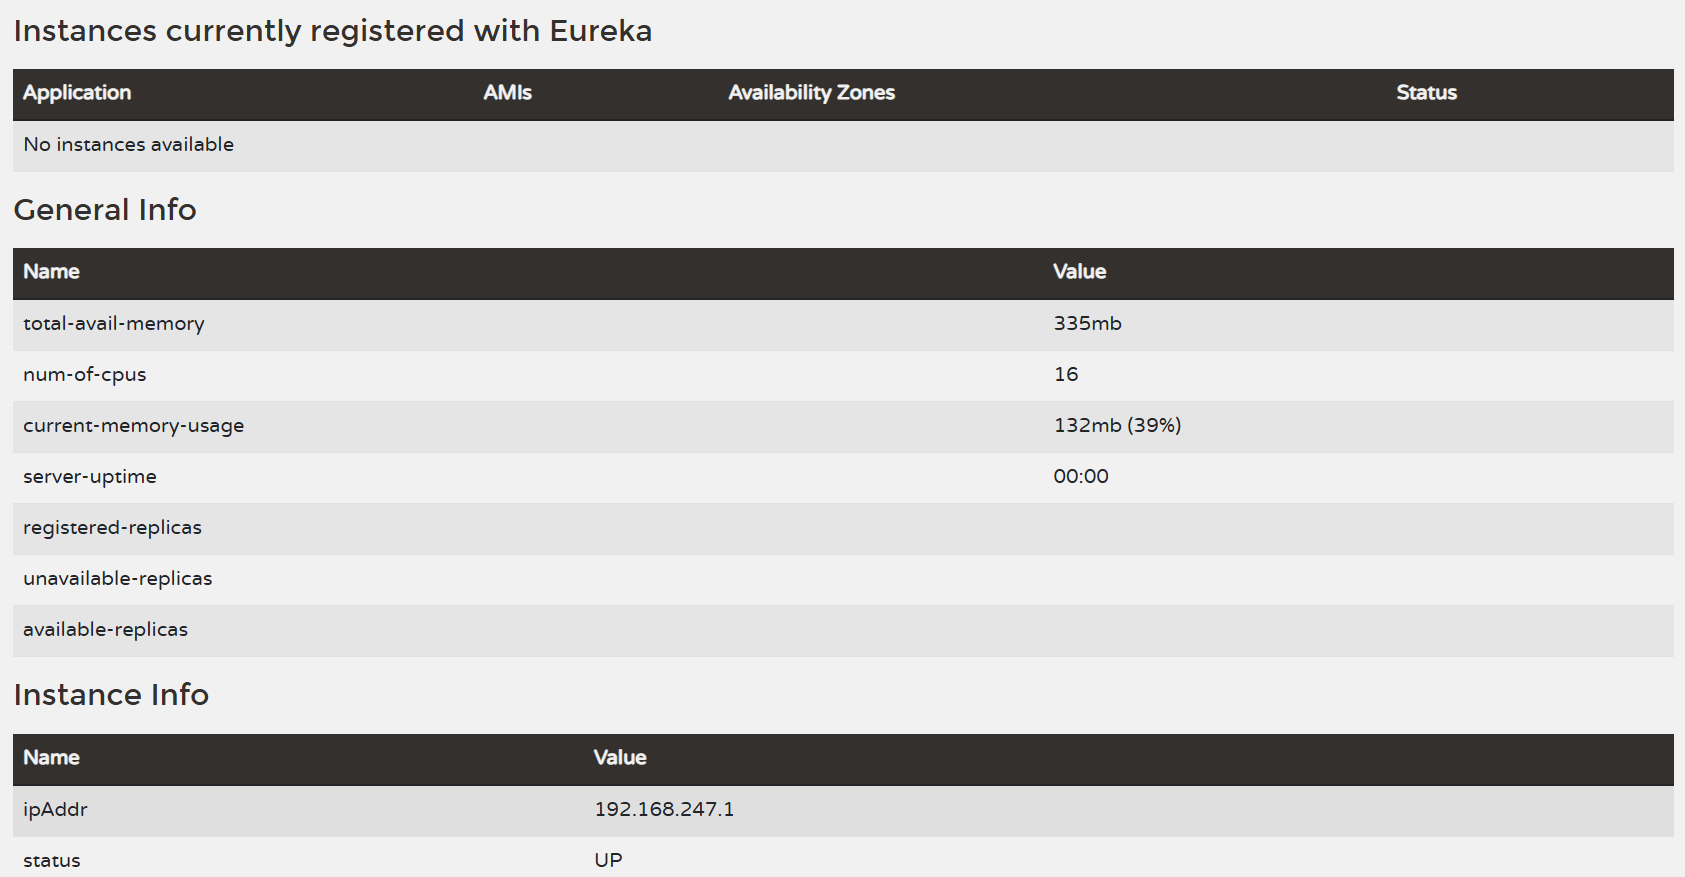 Instances currently registered with Eureka
Application AMIs Availability Zones Status
No instances available
General Info
Name Value
total-avail-memory 335mb
num-of-cpus 16
current-memory-usage 132mb (39%)
server-uptime 00:00
registered-replicas
unavailable-replicas
available-replicas
Instance Info
Name Value
ipAddr 192.168.247.1
status UP